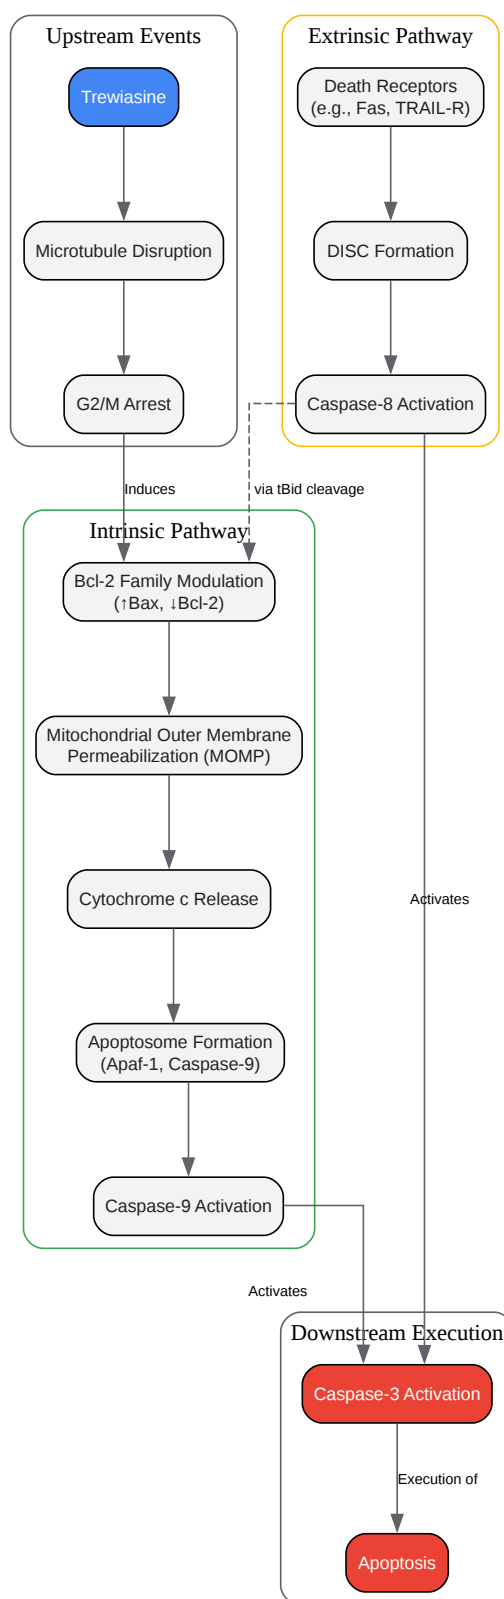 Upstream Events
Trewiasine
Microtubule Disruption
G2/M Arrest
Extrinsic Pathway
Death Receptors
(e.g., Fas, TRAIL-R)
DISC Formation
Caspase-8 Activation
Induces
via tBid cleavage
Intrinsic Pathway
Bcl-2 Family Modulation
(↑Bax, ↓Bcl-2)
Mitochondrial Outer Membrane
Permeabilization (MOMP)
Cytochrome c Release
Apoptosome Formation
(Apaf-1, Caspase-9)
Caspase-9 Activation
Activates
Activates
Downstream Execution
Caspase-3 Activation
Execution of
Apoptosis